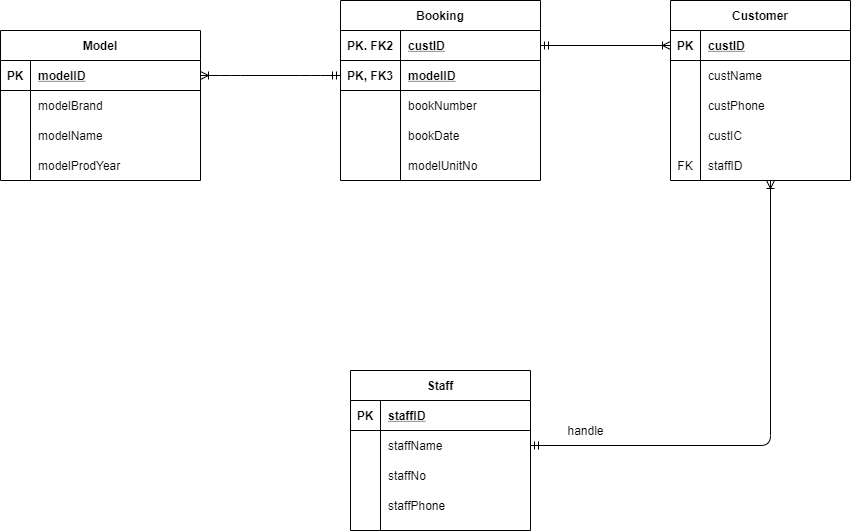 Model
PK modelID
modelBrand
modelName
modelProdYear
Booking
PK. FK2 custID
PK, FK3 modelID
bookNumber
bookDate
modelUnitNo
Customer
PK custID
custName
custPhone
custIC
FK staffID
Staff
PK staffID
staffName
staffNo
staffPhone
handle